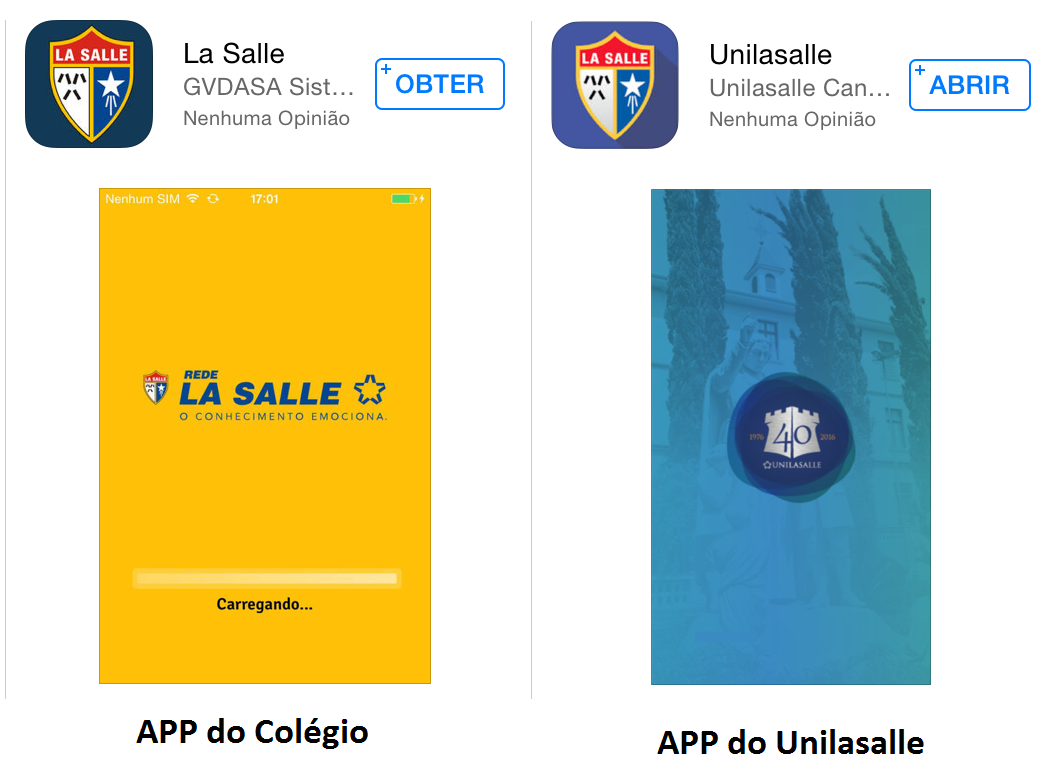 LA SALLE
La Salle
GVDASA Sist...
Nenhuma Opinião
+
OBTER
Nenhum SIM
17:01
LA SALLE
REDE
LA SALLE
O CONHECIMENTO EMOCIONA.
Carregando...
APP do Colégio
LA SALLE
Unilasalle
Unilasalle Can...
Nenhuma Opinião
+
ABRIR
1976 40 2016
UNILASALLE
APP do Unilasalle